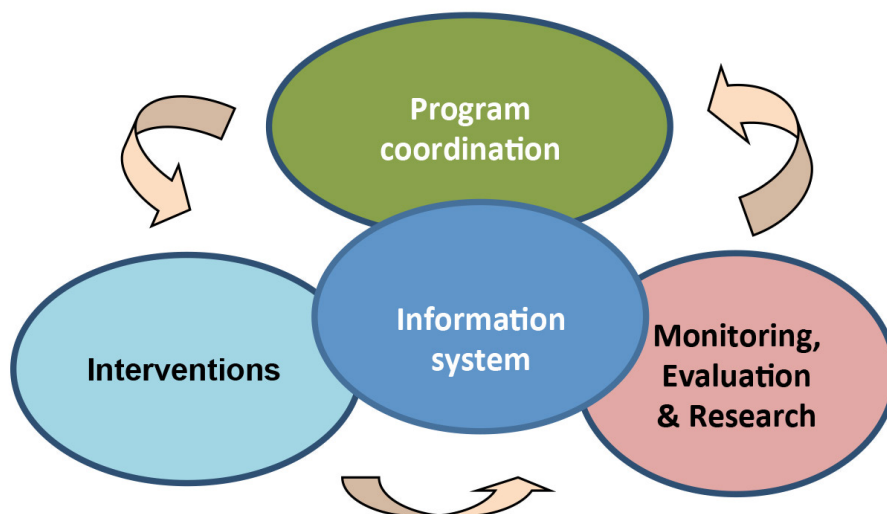 Program
coordination
Information
system
Interventions
Monitoring,
Evaluation
& Research